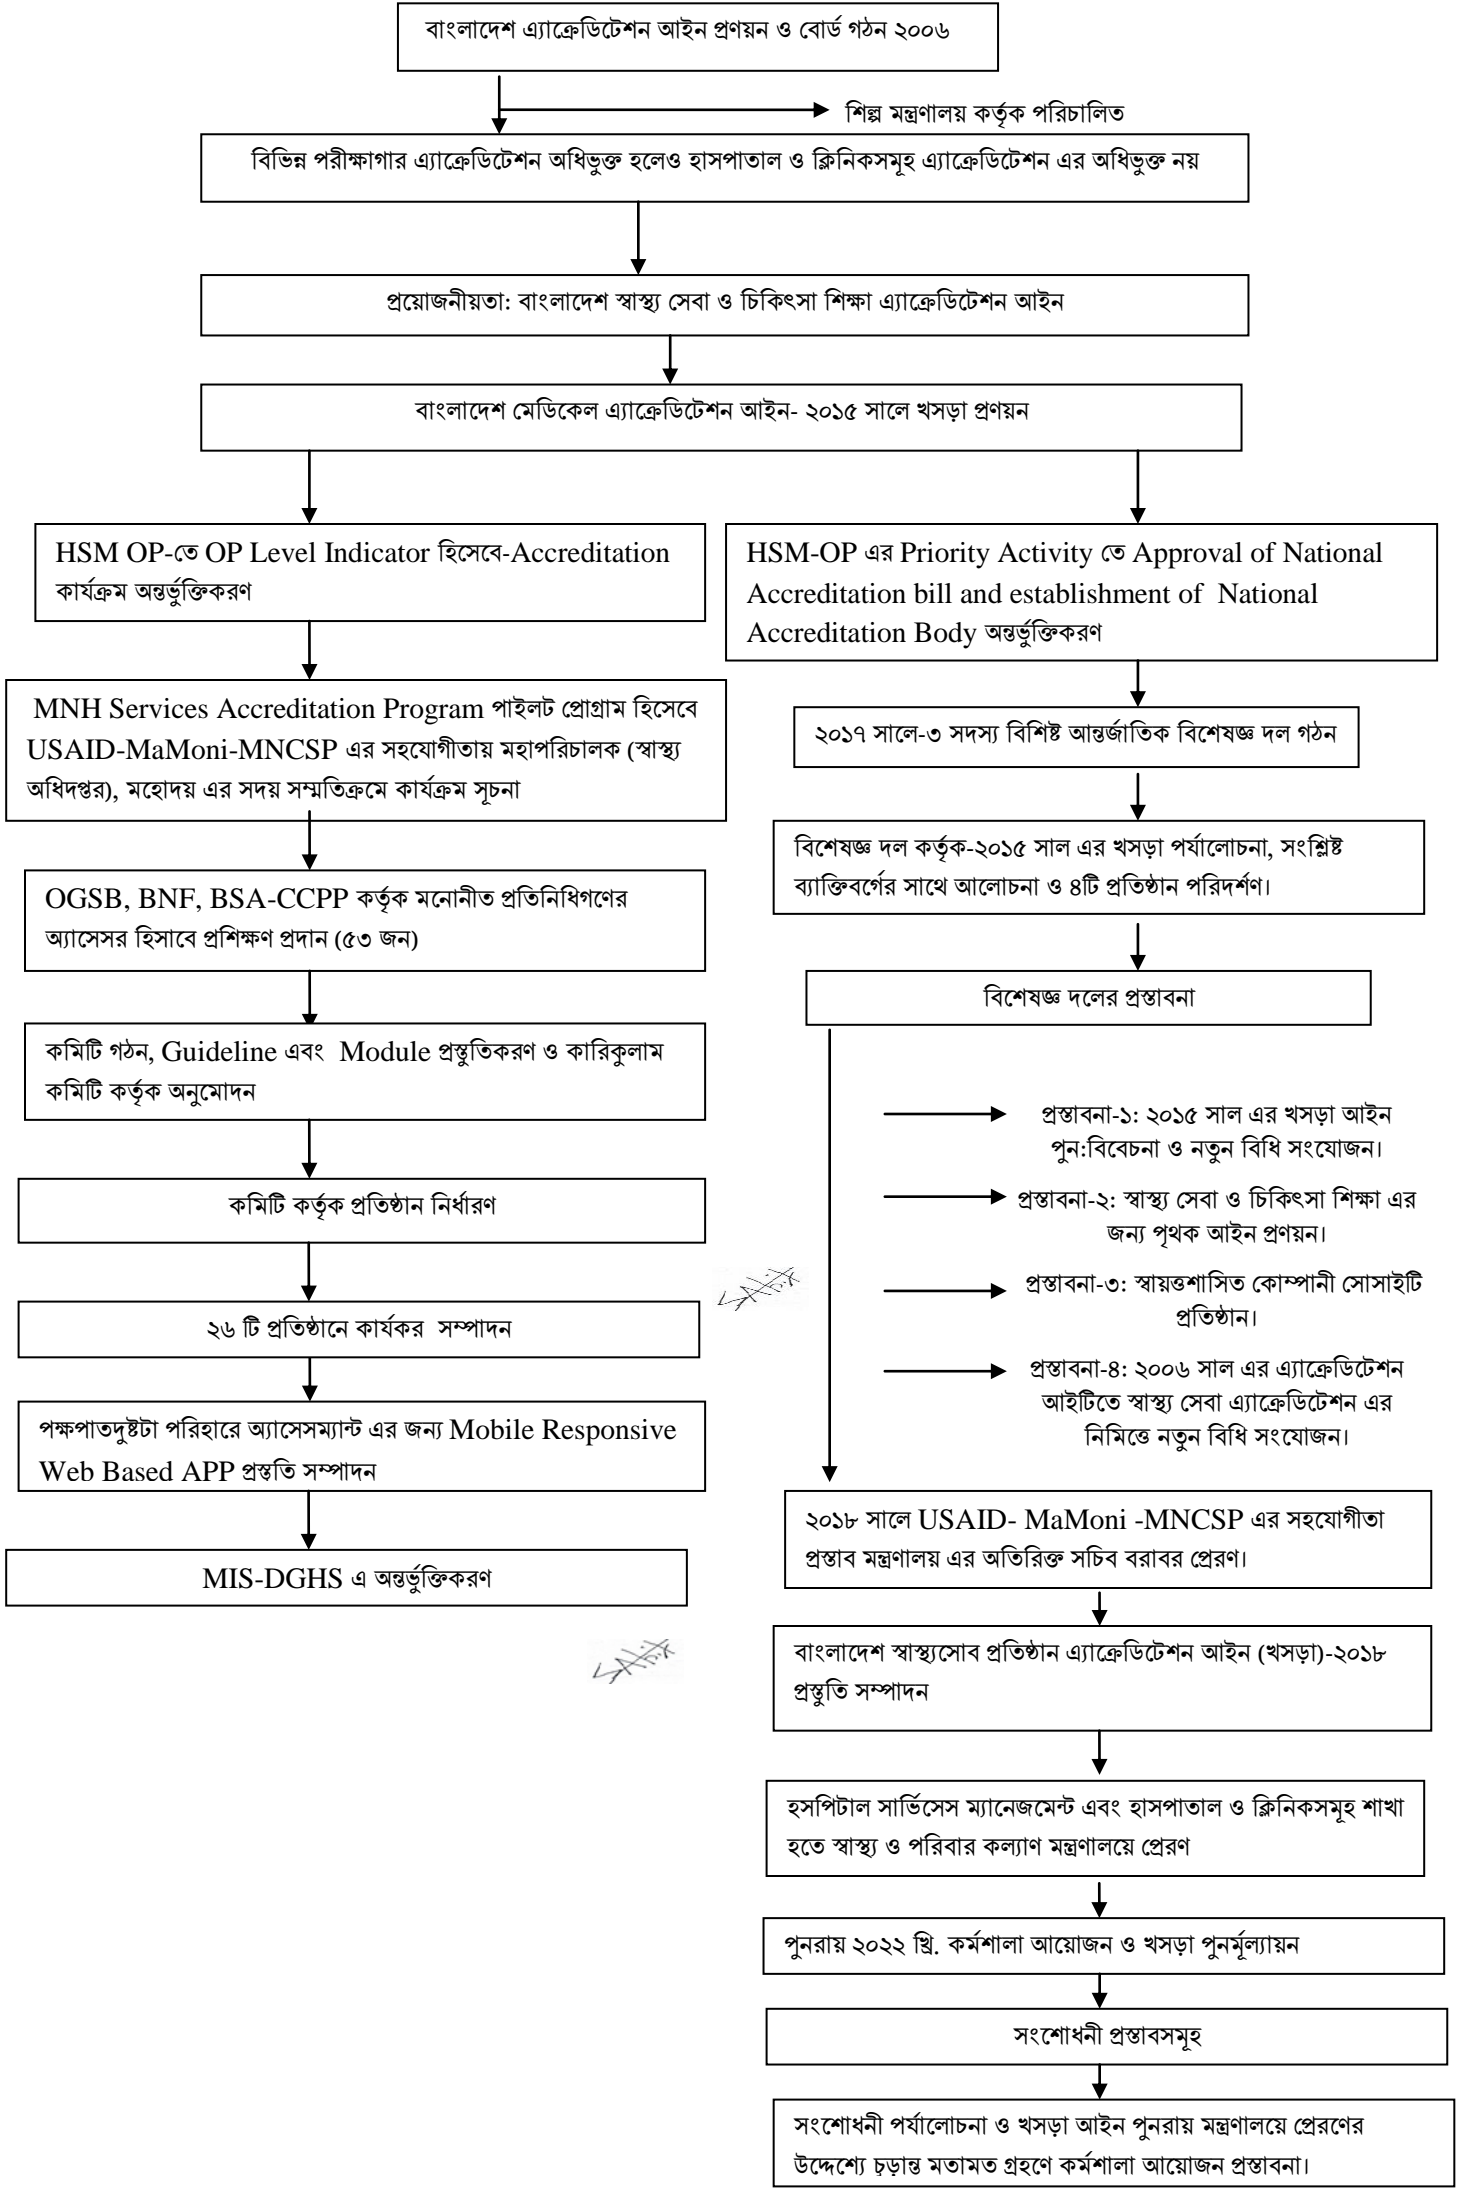 বাংলাদেশ এ্যাক্রেডিটেশন আইন প্রণয়ন ও বোর্ড গঠন ২০০৬
শিল্প মন্ত্রণালয় কর্তৃক পরিচালিত
বিভিন্ন পরীক্ষাগার এ্যাক্রেডিটেশন অধিভুক্ত হলেও হাসপাতাল ও ক্লিনিকসমূহ এ্যাক্রেডিটেশন এর অধিভুক্ত নয়
প্রয়োজনীয়তা: বাংলাদেশ স্বাস্থ্য সেবা ও চিকিৎসা শিক্ষা এ্যাক্রেডিটেশন আইন
বাংলাদেশ মেডিকেল এ্যাক্রেডিটেশন আইন- ২০১৫ সালে খসড়া প্রণয়ন
HSM OP-তে OP Level Indicator হিসেবে-Accreditation
কার্যক্রম অন্তর্ভুক্তিকরণ
MNH Services Accreditation Program পাইলট প্রোগ্রাম হিসেবে
USAID-MaMoni-MNCSP এর সহযোগীতায় মহাপরিচালক (স্বাস্থ্য
অধিদপ্তর), মহোদয় এর সদয় সম্মতিক্রমে কার্যক্রম সূচনা
OGSB, BNF, BSA-CCPP কর্তৃক মনোনীত প্রতিনিধিগণের
অ্যাসেসর হিসাবে প্রশিক্ষণ প্রদান (৫৩ জন)
কমিটি গঠন, Guideline এবং Module প্রস্তুতিকরণ ও কারিকুলাম
কমিটি কর্তৃক অনুমোদন
কমিটি কর্তৃক প্রতিষ্ঠান নির্ধারণ
২৬ টি প্রতিষ্ঠানে কার্যকর সম্পাদন
পক্ষপাতদুষ্টটা পরিহারে অ্যাসেসম্যান্ট এর জন্য Mobile Responsive
Web Based APP প্রস্ততি সম্পাদন
MIS-DGHS এ অন্তর্ভুক্তিকরণ
HSM-OP এর Priority Activity তে Approval of National
Accreditation bill and establishment of National
Accreditation Body অন্তর্ভুক্তিকরণ
২০১৭ সালে-৩ সদস্য বিশিষ্ট আন্তর্জাতিক বিশেষজ্ঞ দল গঠন
বিশেষজ্ঞ দল কর্তৃক-২০১৫ সাল এর খসড়া পর্যালোচনা, সংশ্লিষ্ট
ব্যাক্তিবর্গের সাথে আলোচনা ও ৪টি প্রতিষ্ঠান পরিদর্শণ।
বিশেষজ্ঞ দলের প্রস্তাবনা
প্রস্তাবনা-১: ২০১৫ সাল এর খসড়া আইন
পুন:বিবেচনা ও নতুন বিধি সংযোজন।
প্রস্তাবনা-২: স্বাস্থ্য সেবা ও চিকিৎসা শিক্ষা এর
জন্য পৃথক আইন প্রণয়ন।
প্রস্তাবনা-৩: স্বায়ত্তশাসিত কোম্পানী সোসাইটি
প্রতিষ্ঠান।
প্রস্তাবনা-৪: ২০০৬ সাল এর এ্যাক্রেডিটেশন
আইটিতে স্বাস্থ্য সেবা এ্যাক্রেডিটেশন এর
নিমিত্তে নতুন বিধি সংযোজন।
২০১৮ সালে USAID- MaMoni -MNCSP এর সহযোগীতা
প্রস্তাব মন্ত্রণালয় এর অতিরিক্ত সচিব বরাবর প্রেরণ।
বাংলাদেশ স্বাস্থ্যসোব প্রতিষ্ঠান এ্যাক্রেডিটেশন আইন (খসড়া)-২০১৮
প্রস্তুতি সম্পাদন
হসপিটাল সার্ভিসেস ম্যানেজমেন্ট এবং হাসপাতাল ও ক্লিনিকসমূহ শাখা
হতে স্বাস্থ্য ও পরিবার কল্যাণ মন্ত্রণালয়ে প্রেরণ
পুনরায় ২০২২ খ্রি. কর্মশালা আয়োজন ও খসড়া পুনর্মূল্যায়ন
সংশোধনী প্রস্তাবসমূহ
সংশোধনী পর্যালোচনা ও খসড়া আইন পুনরায় মন্ত্রণালয়ে প্রেরণের
উদ্দেশ্যে চুড়ান্ত মতামত গ্রহণে কর্মশালা আয়োজন প্রস্তাবনা।